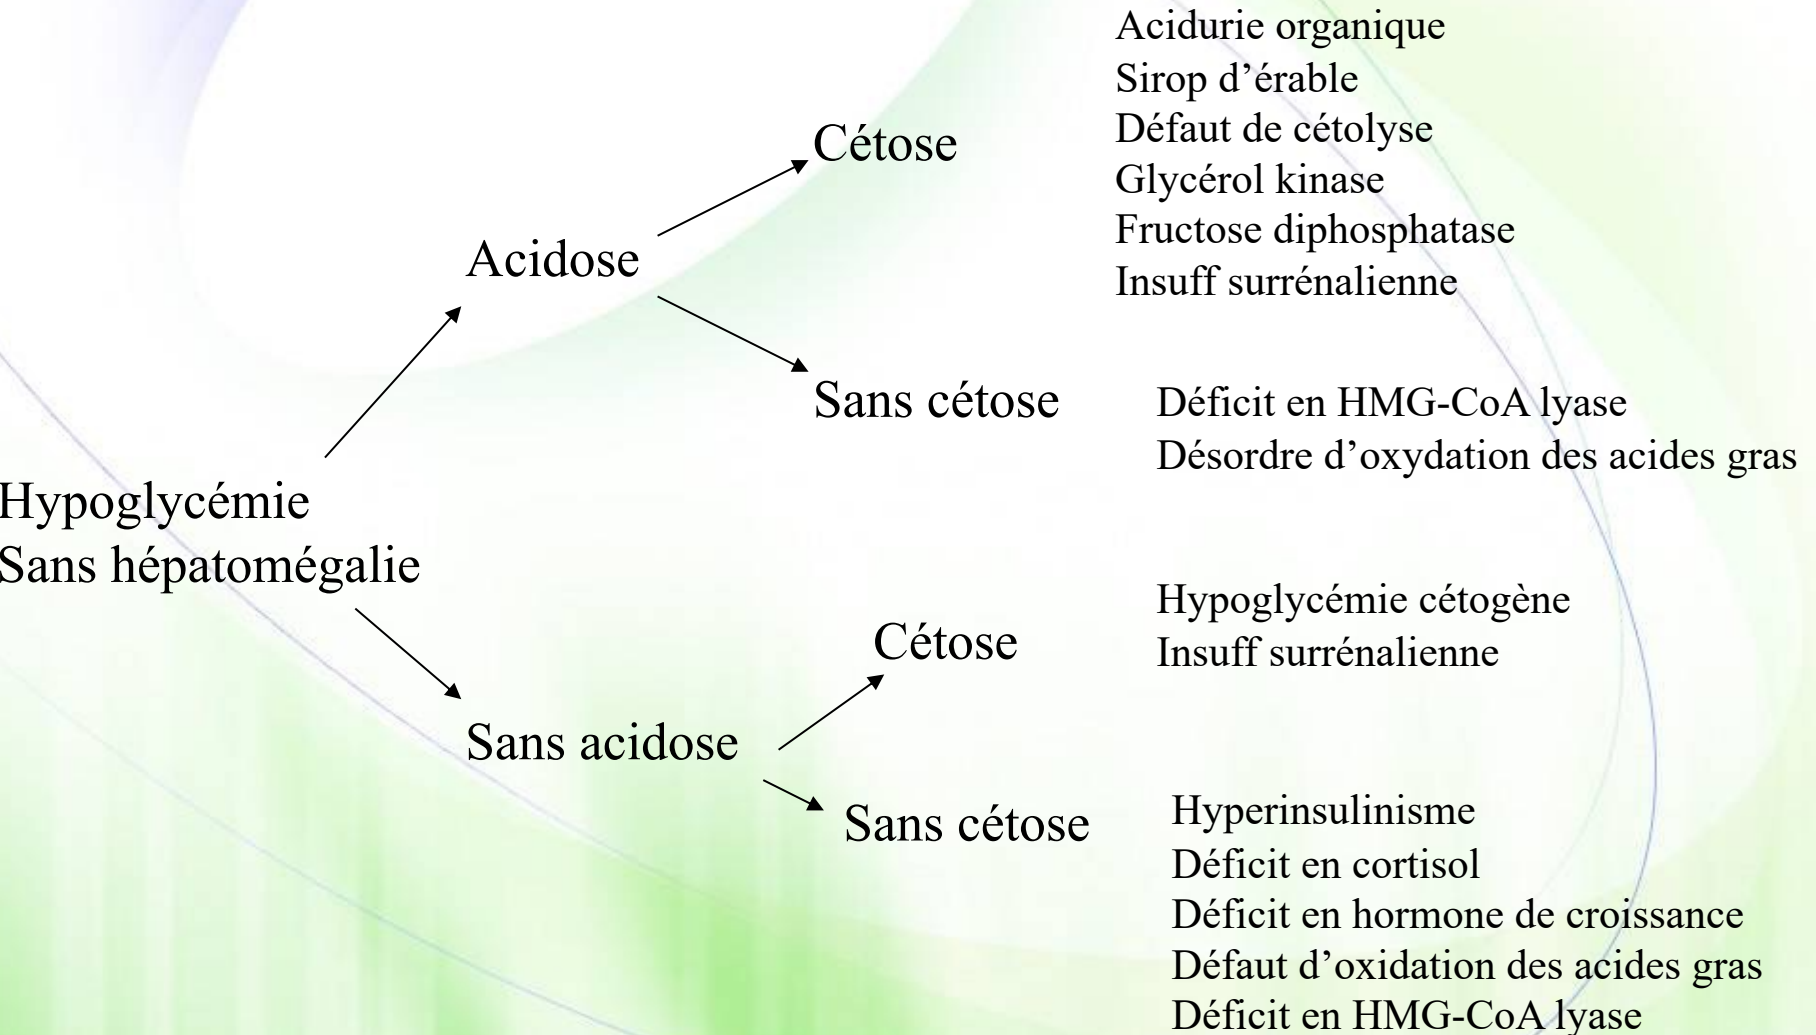 Acidurie organique
Sirop d’érable
Défaut de cétolyse
Glycérol kinase
Fructose diphosphatase
Insuff surrénalienne
Cétose
Acidose
Sans cétose
Déficit en HMG-CoA lyase
Désordre d’oxydation des acides gras
Hypoglycémie
Sans hépatomégalie
Hypoglycémie cétogène
Insuff surrénalienne
Cétose
Sans acidose
Sans cétose
Hyperinsulinisme
Déficit en cortisol
Déficit en hormone de croissance
Défaut d’oxidation des acides gras
Déficit en HMG-CoA lyase